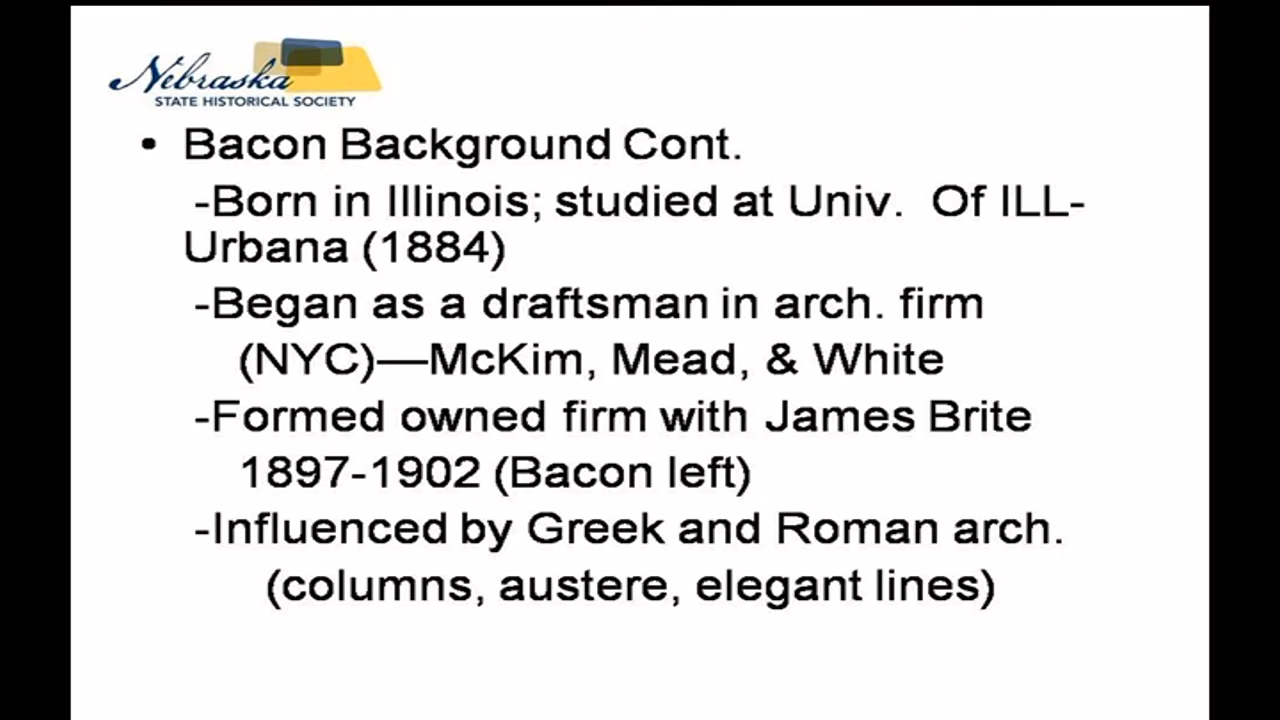 Nebraska
STATE HISTORICAL SOCIETY
• Bacon Background Cont.
-Born in Illinois; studied at Univ. Of ILL-
Urbana (1884)
-Began as a draftsman in arch. firm
(NYC)—McKim, Mead, & White
-Formed owned firm with James Brite
1897-1902 (Bacon left)
-Influenced by Greek and Roman arch.
(columns, austere, elegant lines)